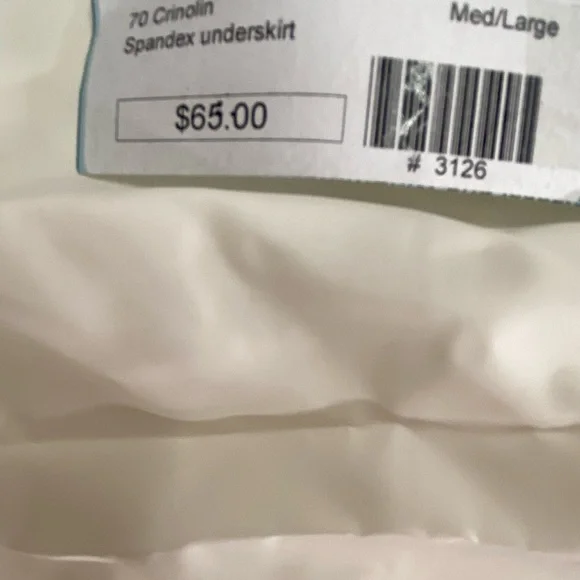 70 Crinolin
Spandex underskirt
Med/Large
$65.00
# 3126